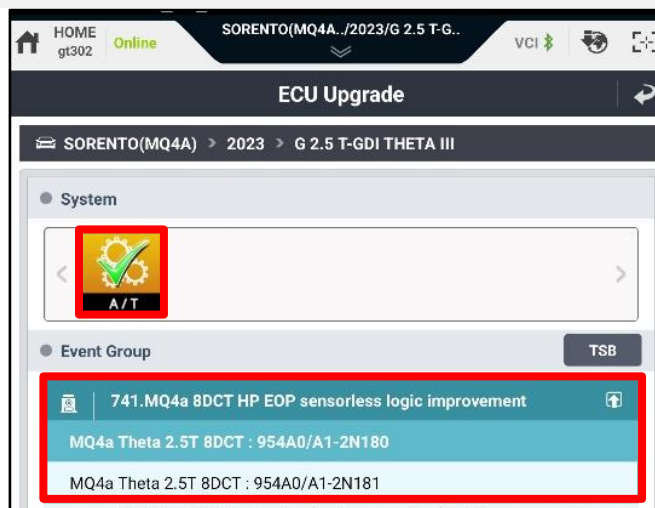 HOME
gt302
Online
SORENTO(MQ4A../2023/G 2.5 T-G..
VCI
ECU Upgrade
SORENTO(MQ4A) > 2023 > G 2.5 T-GDI THETA III
System
A/T
Event Group
TSB
741.MQ4a 8DCT HP EOP sensorless logic improvement
MQ4a Theta 2.5T 8DCT : 954A0/A1-2N180
MQ4a Theta 2.5T 8DCT : 954A0/A1-2N181